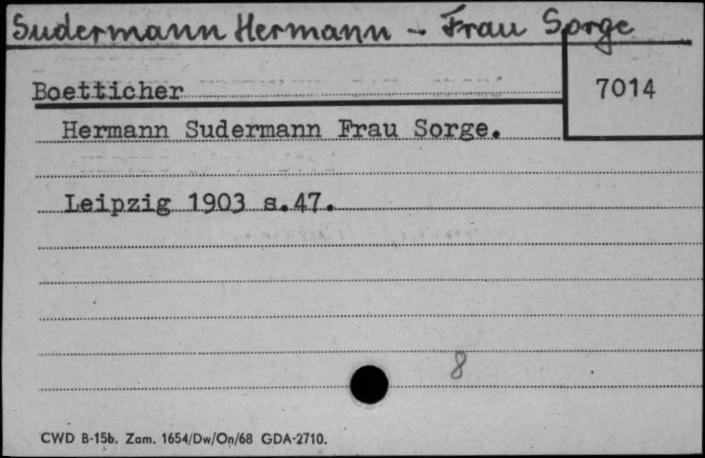 Sudermann Hermann - Frau Sorge
Boetticher
7014
Hermann Sudermann Frau Sorge.
Leipzig 1903 s.47.
8
CWD B-15b. Zam. 1654/Dw/On/68 GDA-2710.